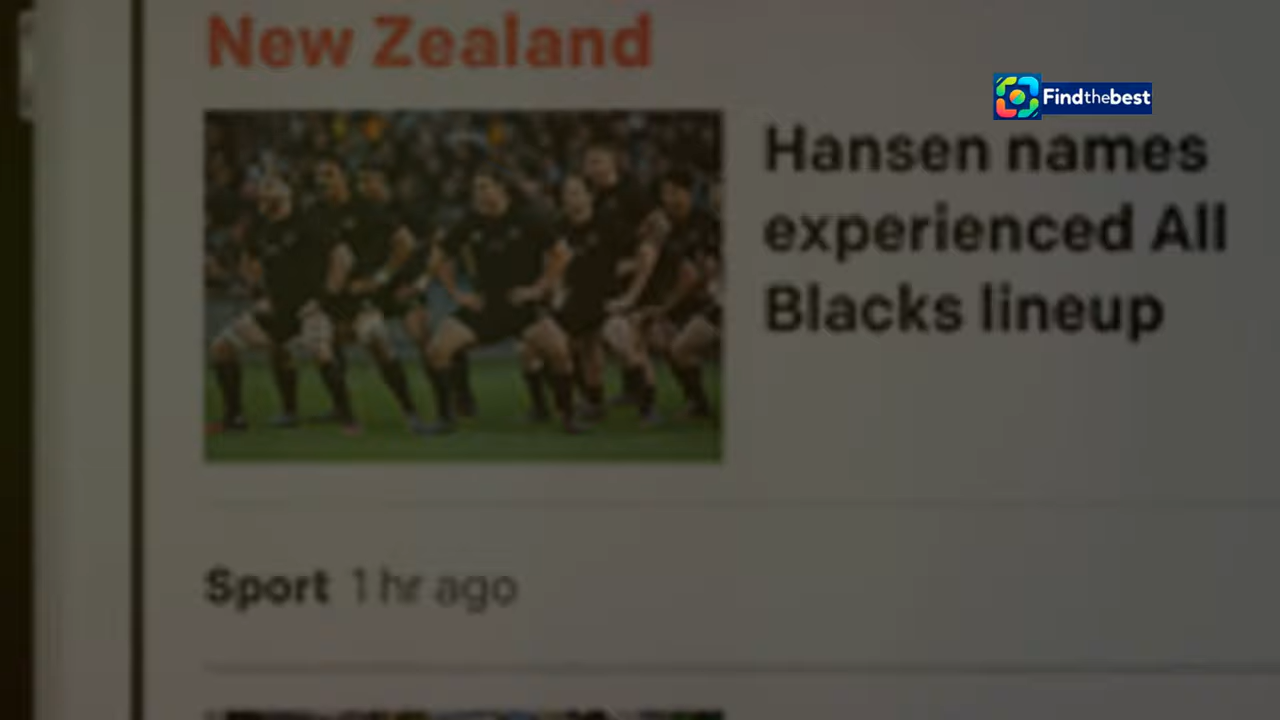 New Zealand
Findthebest
Hansen names
experienced All
Blacks lineup
Sport 1 hr ago